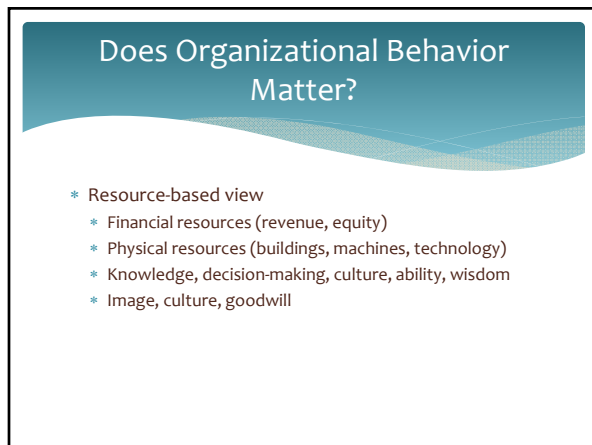 Does Organizational Behavior
Matter?
* Resource-based view
* Financial resources (revenue, equity)
* Physical resources (buildings, machines, technology)
* Knowledge, decision-making, culture, ability, wisdom
* Image, culture, goodwill